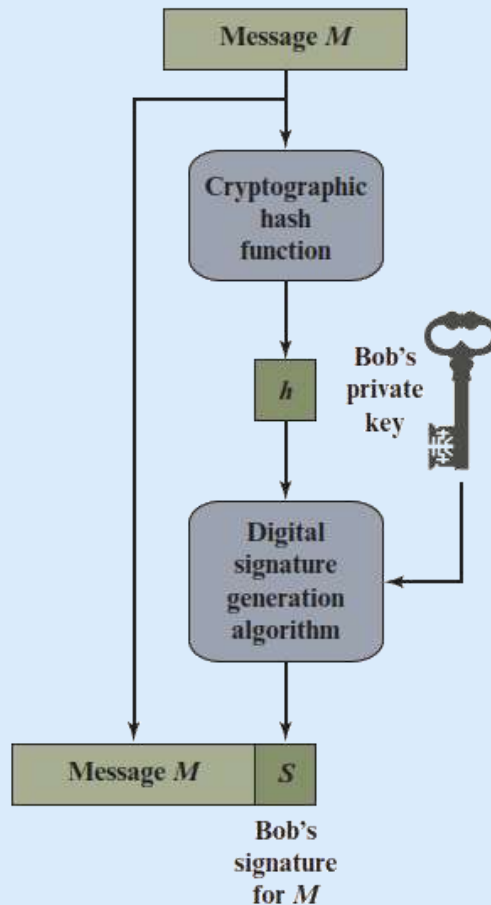 Message M
Cryptographic
hash
function
h
Bob's
private
key
Digital
signature
generation
algorithm
Message M
S
Bob's
signature
for M